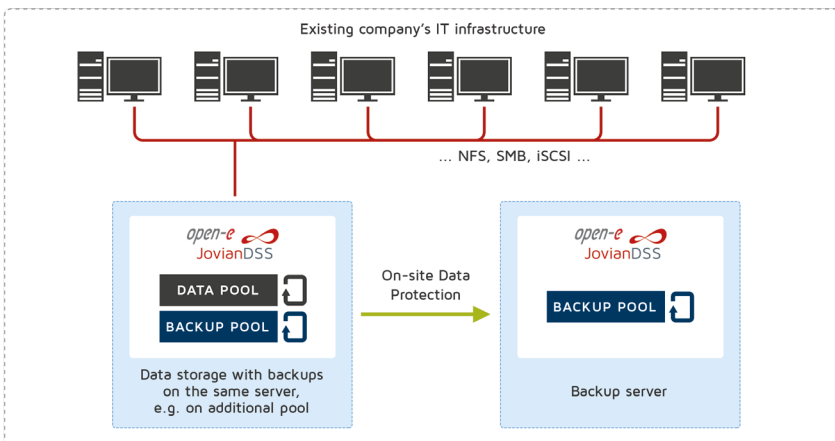 Existing company's IT infrastructure
... NFS, SMB, iSCSI ...
open-e
JovianDSS
DATA POOL
BACKUP POOL
Data storage with backups
on the same server,
e.g. on additional pool
On-site Data
Protection
open-e
JovianDSS
BACKUP POOL
Backup server